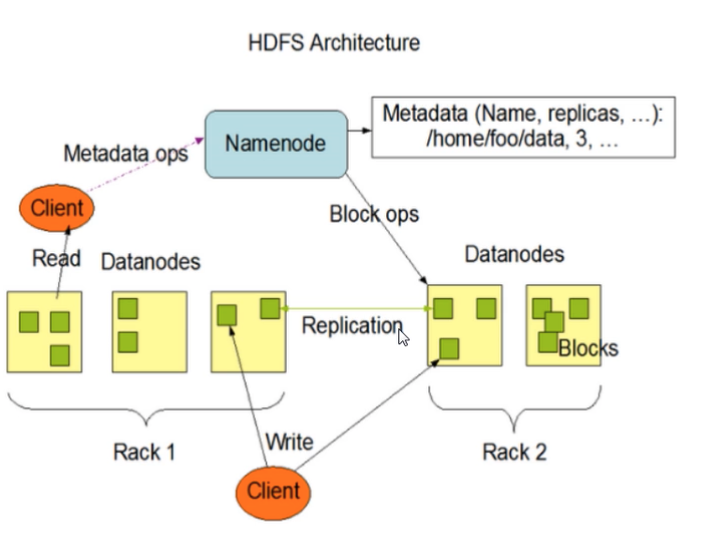 HDFS Architecture
Metadata (Name, replicas, ...):
/home/foo/data, 3, ...
Namenode
Metadata ops
Client
Block ops
Read
Datanodes
Datanodes
Replication
Blocks
Rack 1
Write
Rack 2
Client